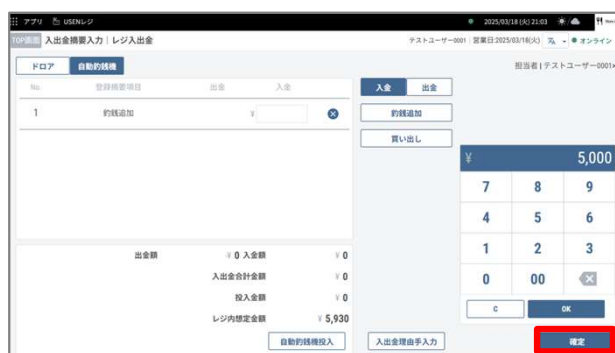 アプリ USENレジ 2025/03/18(火) 21:03
TOP画面 入出金摘要入力 | レジ入出金 テストユーザー0001 営業日:2025/03/18(火) オンライン
ドロア 自動釣銭機 担当者 | テストユーザー0001
No. 登録摘要項目 出金 入金 入金 出金
1 釣銭追加 ¥ 釣銭追加
買い出し
¥ 5,000
7 8 9
4 5 6
1 2 3
0 00
C OK
出金額 ¥ 0 入金額 ¥ 0
入出金合計金額 ¥ 0
投入金額 ¥ 0
レジ内想定金額 ¥ 5,930
自動釣銭機投入 入出金理由手入力 確定